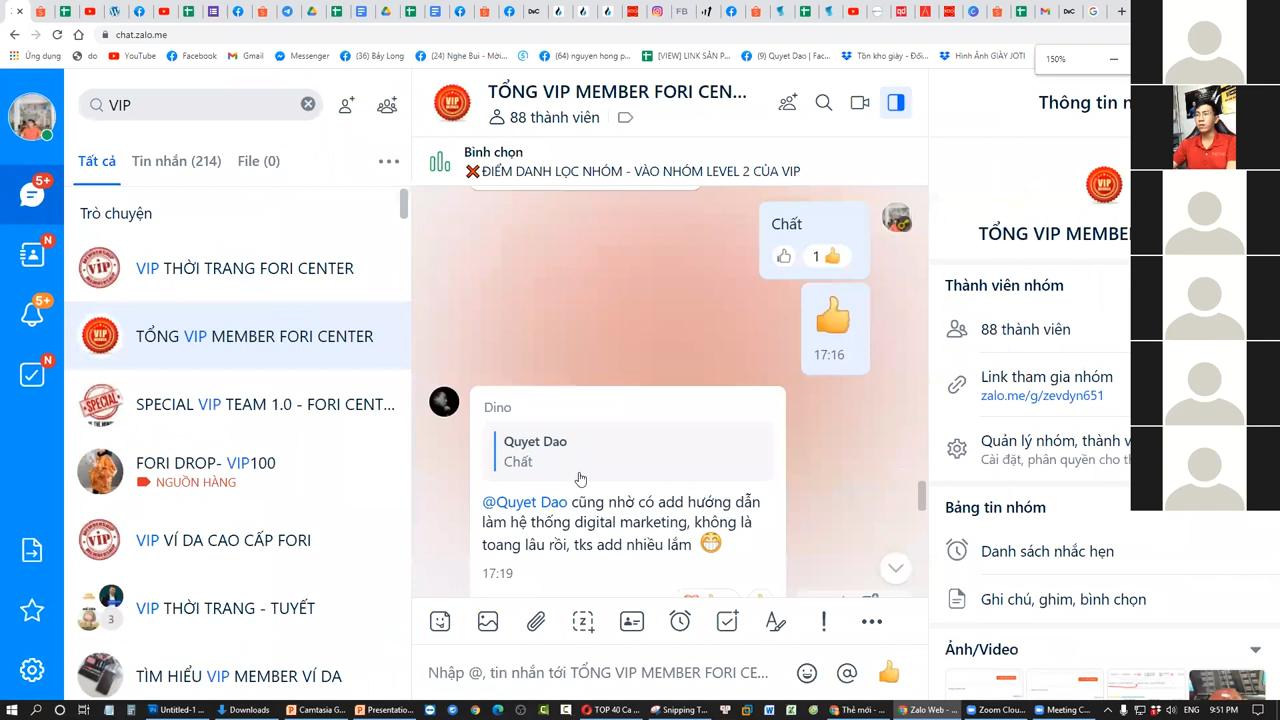 chat.zalo.me
150%
Ứng dụng
do
YouTube
Facebook
Gmail
Messenger
(36) Bảy Long
(24) Nghe Bui - Mời...
(64) nguyen hong p...
[VIEW] LINK SẢN P...
(9) Quyet Dao | Fac...
Tồn kho giày - Đối...
Hình Ảnh GIÀY JOTI
VIP
Tất cả
Tin nhắn (214)
File (0)
Trò chuyện
VIP THỜI TRANG FORI CENTER
TỔNG VIP MEMBER FORI CENTER
SPECIAL VIP TEAM 1.0 - FORI CENT...
FORI DROP- VIP100
NGUỒN HÀNG
VIP VÍ DA CAO CẤP FORI
VIP THỜI TRANG - TUYẾT
3
TÌM HIỂU VIP MEMBER VÍ DA
5+
N
5+
N
TỔNG VIP MEMBER FORI CEN...
88 thành viên
Bình chọn
❌ĐIỂM DANH LỌC NHÓM - VÀO NHÓM LEVEL 2 CỦA VIP
Chất
1
17:16
Dino
Quyet Dao
Chất
@Quyet Dao cũng nhờ có add hướng dẫn
làm hệ thống digital marketing, không là
toang lâu rồi, tks add nhiều lắm 😁
17:19
Nhập @, tin nhắn tới TỔNG VIP MEMBER FORI CE...
Thông tin n
TỔNG VIP MEMB
Thành viên nhóm
88 thành viên
Link tham gia nhóm
zalo.me/g/zevdyn651
Quản lý nhóm, thành v
Cài đặt, phân quyền cho t
Bảng tin nhóm
Danh sách nhắc hẹn
Ghi chú, ghim, bình chọn
Ảnh/Video
Untitled-1
Downloads
Camtasia G...
Presentatio...
TOP 40 Ca
Snipping T...
Thẻ mới - ...
Zalo Web - ...
Zoom Clou...
Meeting C...
ENG
9:51 PM